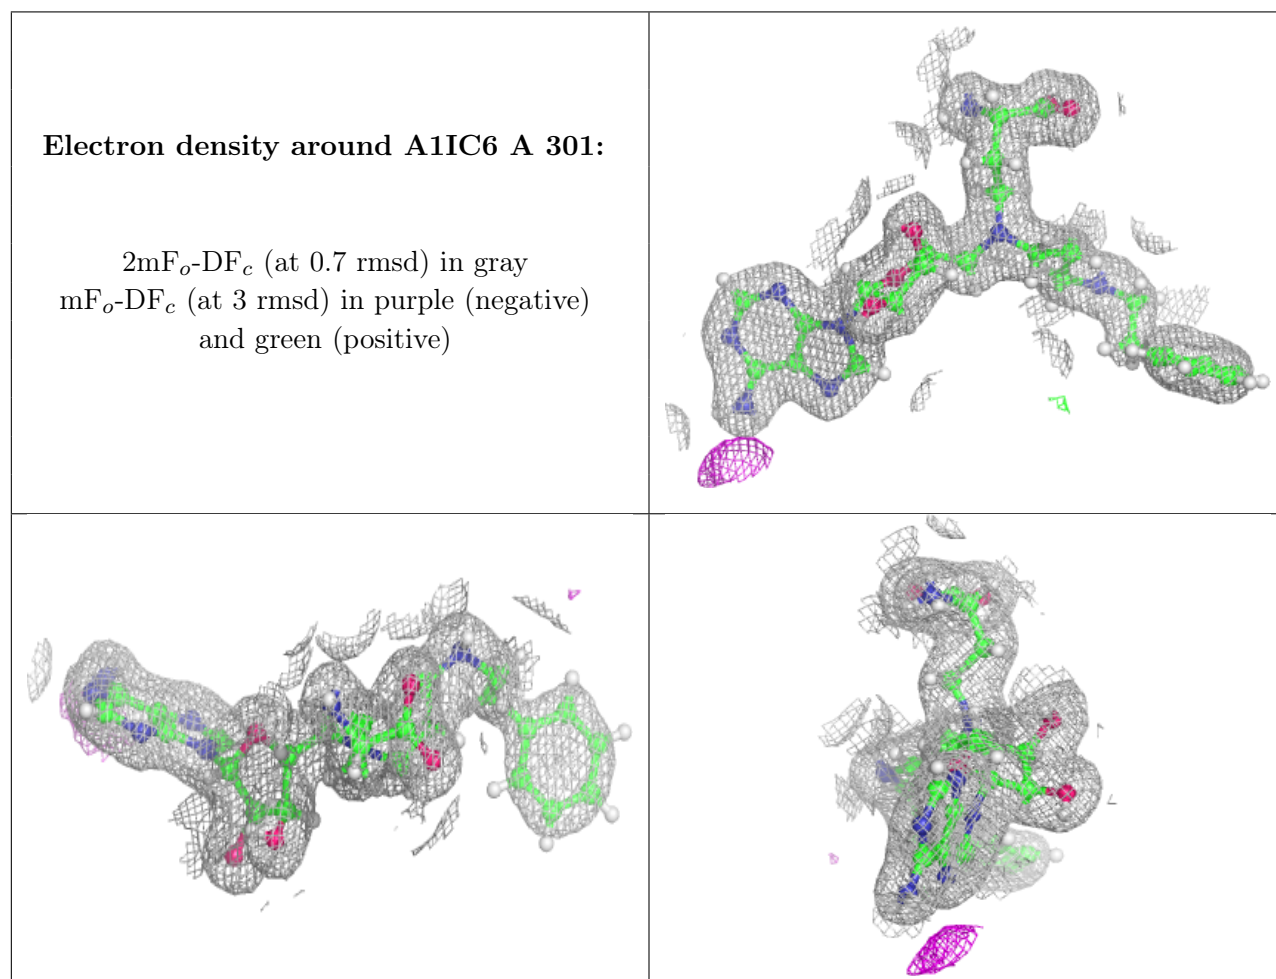 Electron density around A1IC6 A 301:
2mFₒ-DF𝒸 (at 0.7 rmsd) in gray
mFₒ-DF𝒸 (at 3 rmsd) in purple (negative)
and green (positive)